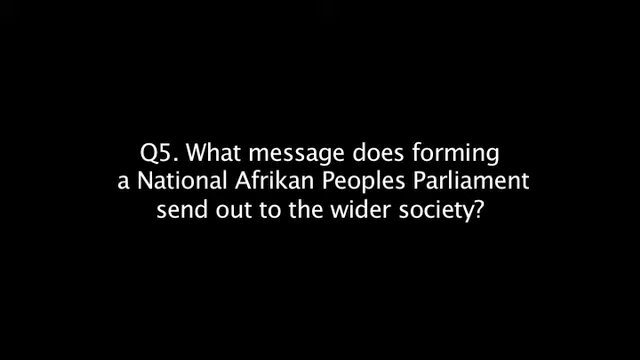 Q5. What message does forming
a National Afrikan Peoples Parliament
send out to the wider society?